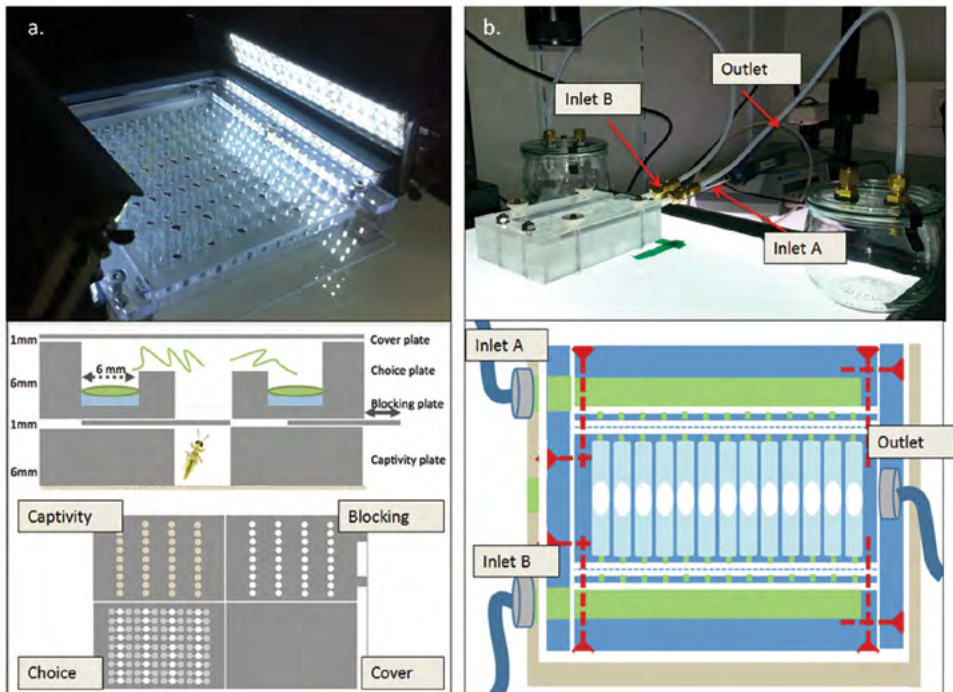 a.
b.
Outlet
Inlet B
Inlet A
1mm
Cover plate
6 mm
Choice plate
6mm
Blocking plate
1mm
Captivity plate
6mm
Captivity
Blocking
Choice
Cover
Inlet A
Outlet
Inlet B